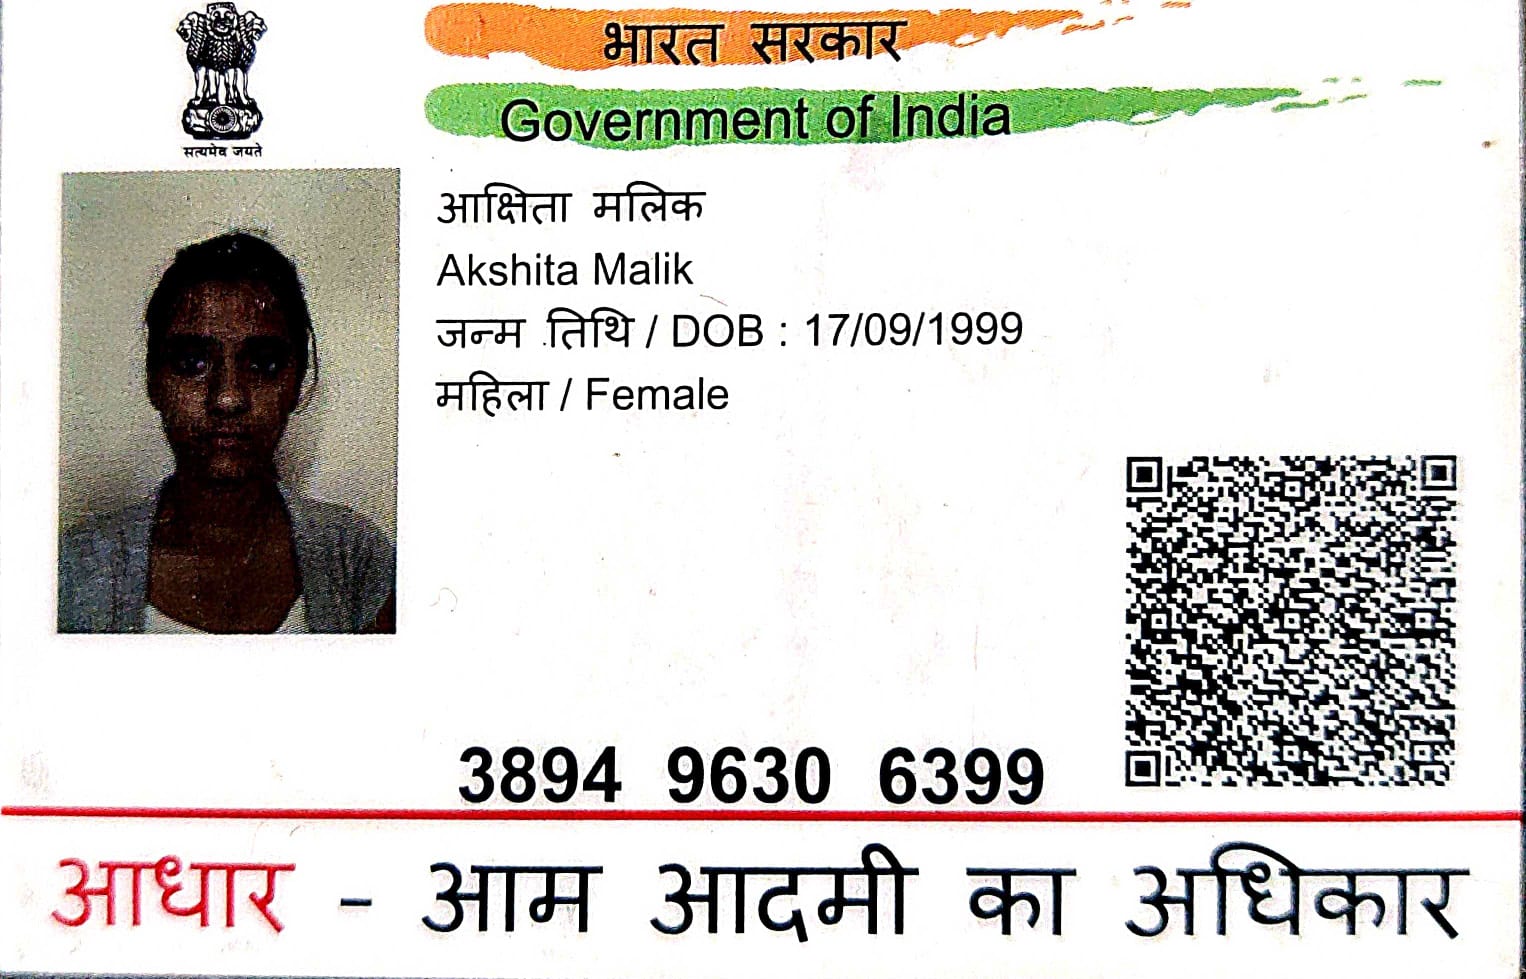 सत्यमेव जयते
भारत सरकार
Government of India
आक्षिता मलिक
Akshita Malik
जन्म तिथि / DOB : 17/09/1999
महिला / Female
3894 9630 6399
आधार - आम आदमी का अधिकार